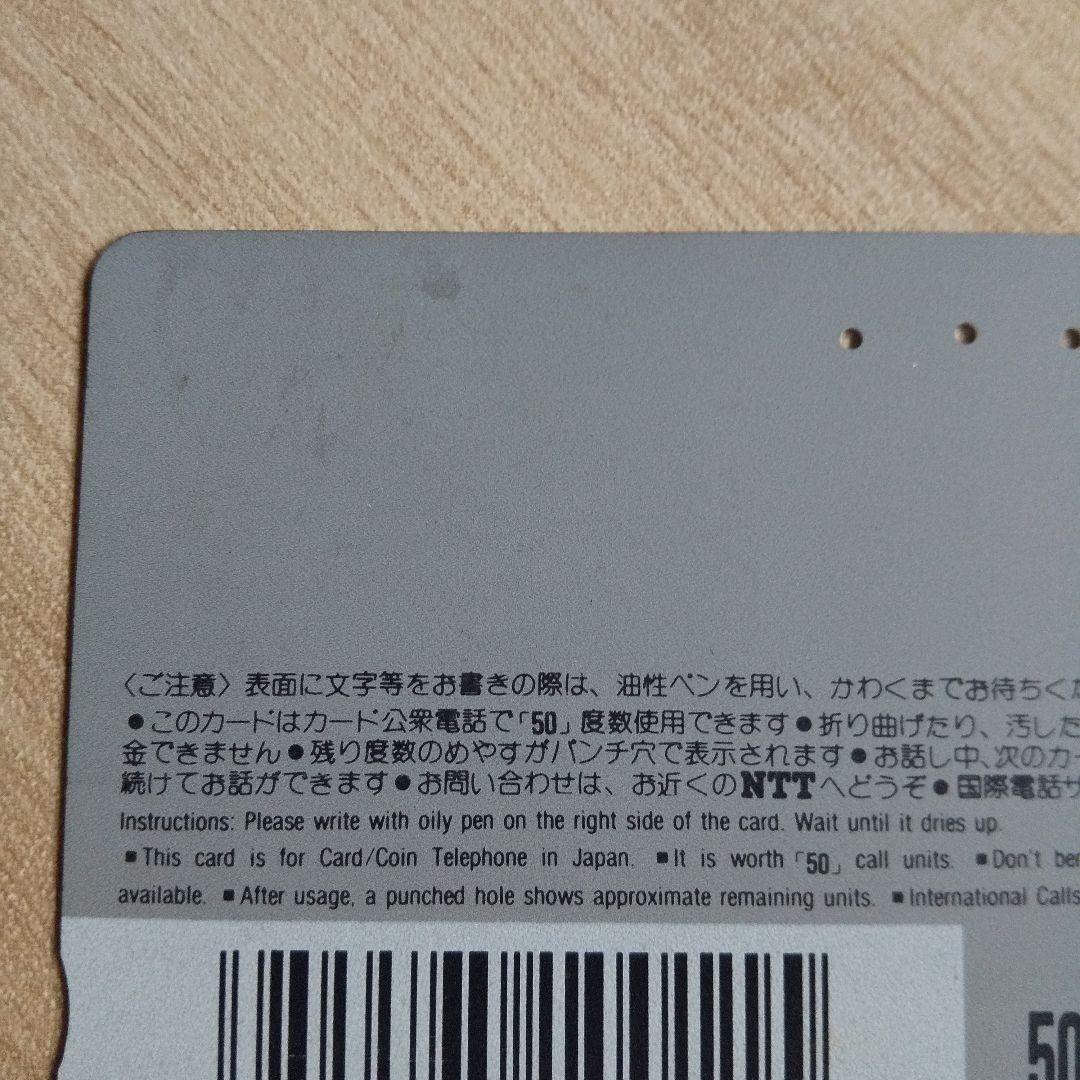 〈ご注意〉表面に文字等をお書きの際は、油性ペンを用い、かわくまでお待ちくだ
●このカードはカード公衆電話で「50」度数使用できます●折り曲げたり、汚した
金できません●残り度数のめやすがパンチ穴で表示されます●お話し中、次のカー
続けてお話ができます●お問い合わせは、お近くのNTTへどうぞ●国際電話サ
Instructions: Please write with oily pen on the right side of the card. Wait until it dries up.
■This card is for Card/Coin Telephone in Japan. ■It is worth「50」call units. ■Don't ben
available. ■After usage, a punched hole shows approximate remaining units. ■International Calls
50